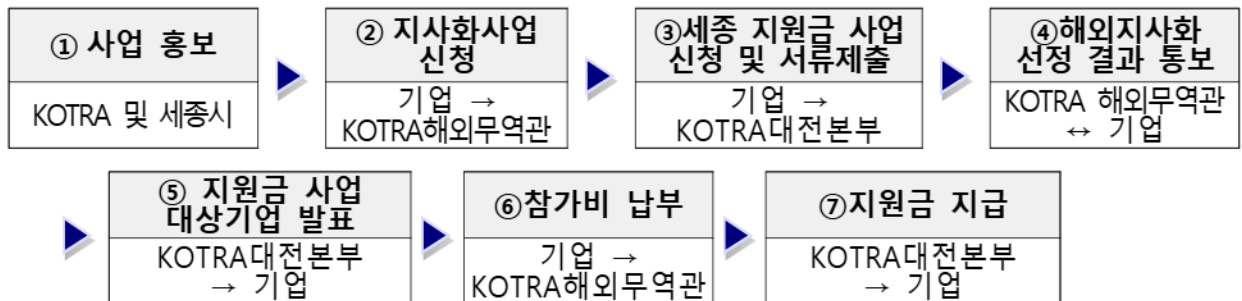 ① 사업 홍보
KOTRA 및 세종시
② 지사화사업
신청
기업 →
KOTRA해외무역관
③세종 지원금 사업
신청 및 서류제출
기업 →
KOTRA대전본부
④해외지사화
선정 결과 통보
KOTRA 해외무역관
↔ 기업
⑤ 지원금 사업
대상기업 발표
KOTRA대전본부
→ 기업
⑥참가비 납부
기업 →
KOTRA해외무역관
⑦지원금 지급
KOTRA대전본부
→ 기업